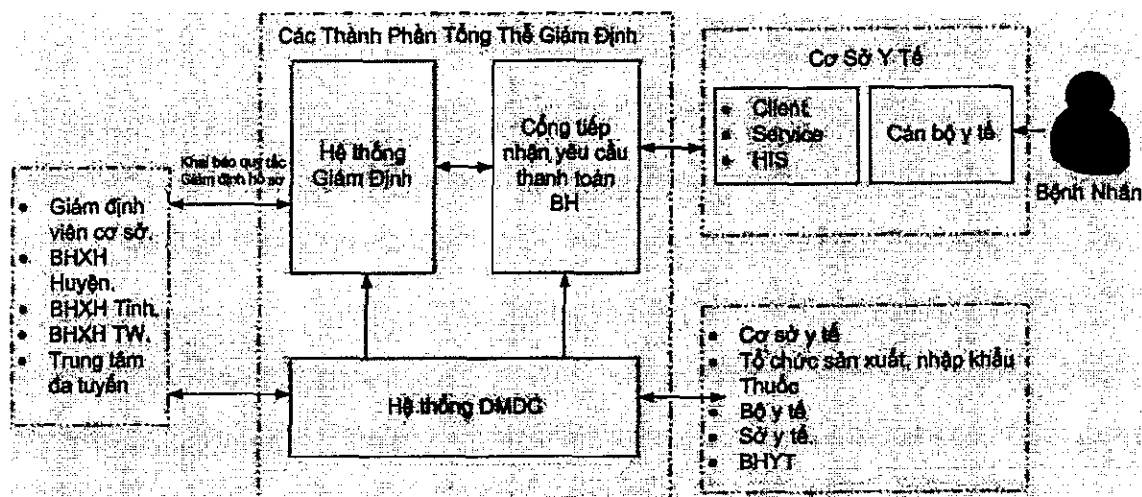 Các Thành Phần Tổng Thể Giám Định
Hệ thống
Giám Định
Cổng tiếp
nhận yêu cầu
thanh toán
BH
Cơ Sở Y Tế
• Client
• Service
• HIS
Cán bộ y tế
Bệnh Nhân
Khai báo quy tắc
Giám định hồ sơ
• Giám định
viên cơ sở.
• BHXH
Huyện.
• BHXH Tỉnh.
• BHXH TW.
• Trung tâm
đa tuyến
Hệ thống DMDG
• Cơ sở y tế
• Tổ chức sản xuất, nhập khẩu
Thuốc
• Bộ y tế
• Sở y tế.
• BHYT